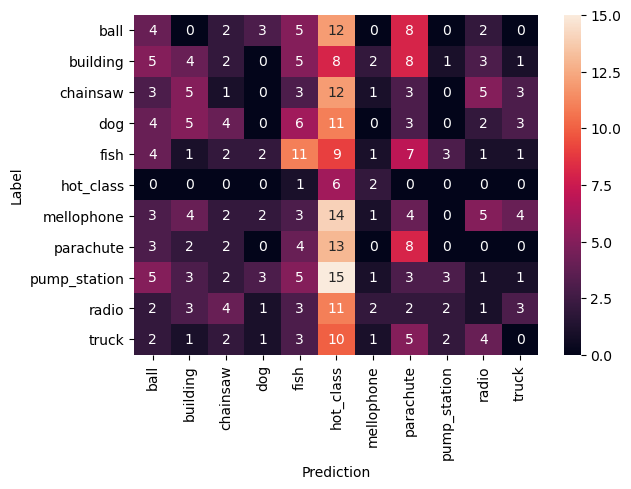 Label
ball 4 0 2 3 5 12 0 8 0 2 0
building 5 4 2 0 5 8 2 8 1 3 1
chainsaw 3 5 1 0 3 12 1 3 0 5 3
dog 4 5 4 0 6 11 0 3 0 2 3
fish 4 1 2 2 11 9 1 7 3 1 1
hot_class 0 0 0 0 1 6 2 0 0 0 0
mellophone 3 4 2 2 3 14 1 4 0 5 4
parachute 3 2 2 0 4 13 0 8 0 0 0
pump_station 5 3 2 3 5 15 1 3 3 1 1
radio 2 3 4 1 3 11 2 2 2 1 3
truck 2 1 2 1 3 10 1 5 2 4 0
ball building chainsaw dog fish hot_class mellophone parachute pump_station radio truck
Prediction
15.0
12.5
10.0
7.5
5.0
2.5
0.0